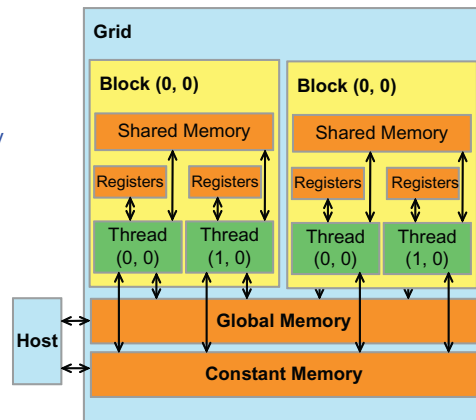 Grid
Block (0, 0)
Shared Memory
Registers
Registers
Thread
(0, 0)
Thread
(1, 0)
Block (0, 0)
Shared Memory
Registers
Registers
Thread
(0, 0)
Thread
(1, 0)
Host
Global Memory
Constant Memory